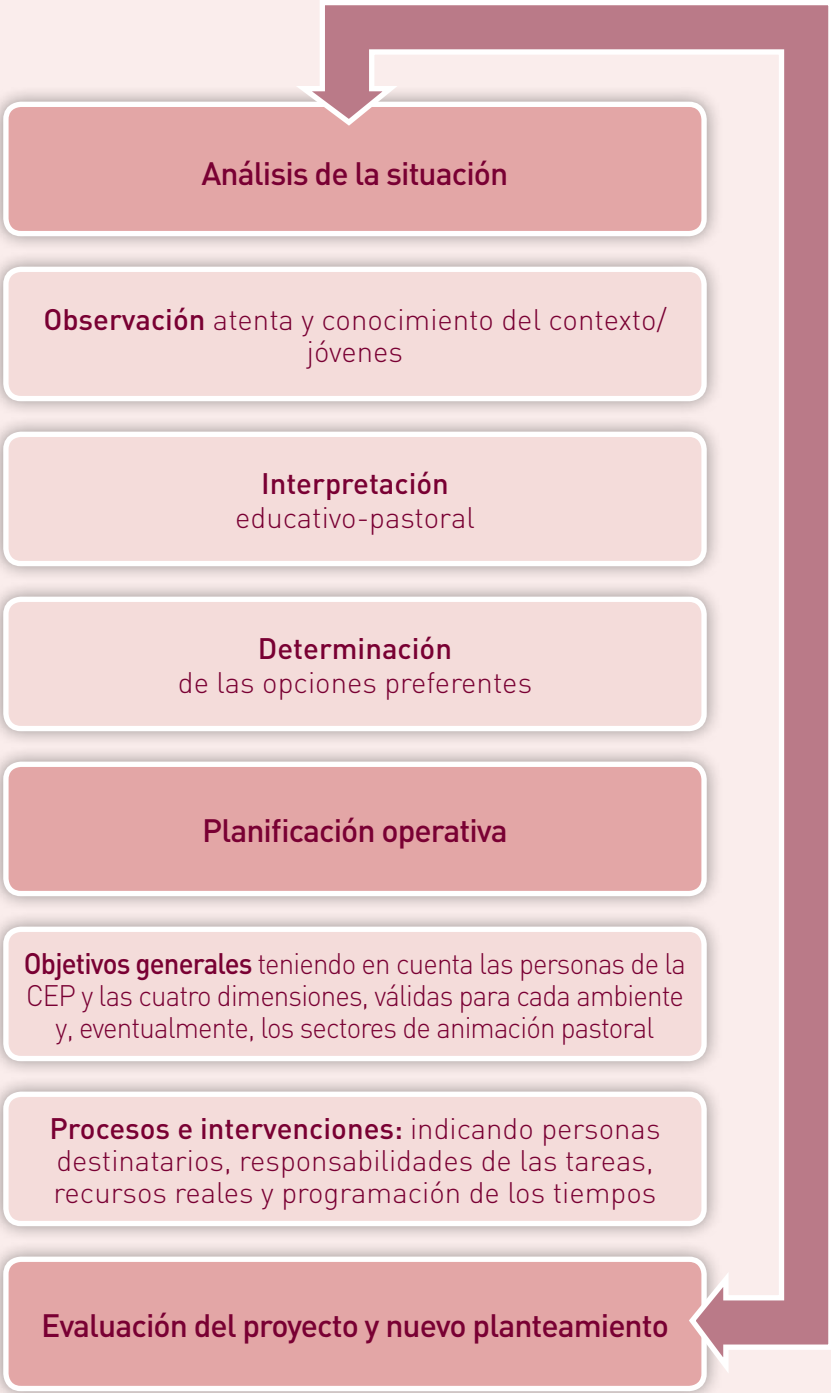 Análisis de la situación
Observación atenta y conocimiento del contexto/
jóvenes
Interpretación
educativo-pastoral
Determinación
de las opciones preferentes
Planificación operativa
Objetivos generales teniendo en cuenta las personas de la
CEP y las cuatro dimensiones, válidas para cada ambiente
y, eventualmente, los sectores de animación pastoral
Procesos e intervenciones: indicando personas
destinatarios, responsabilidades de las tareas,
recursos reales y programación de los tiempos
Evaluación del proyecto y nuevo planteamiento